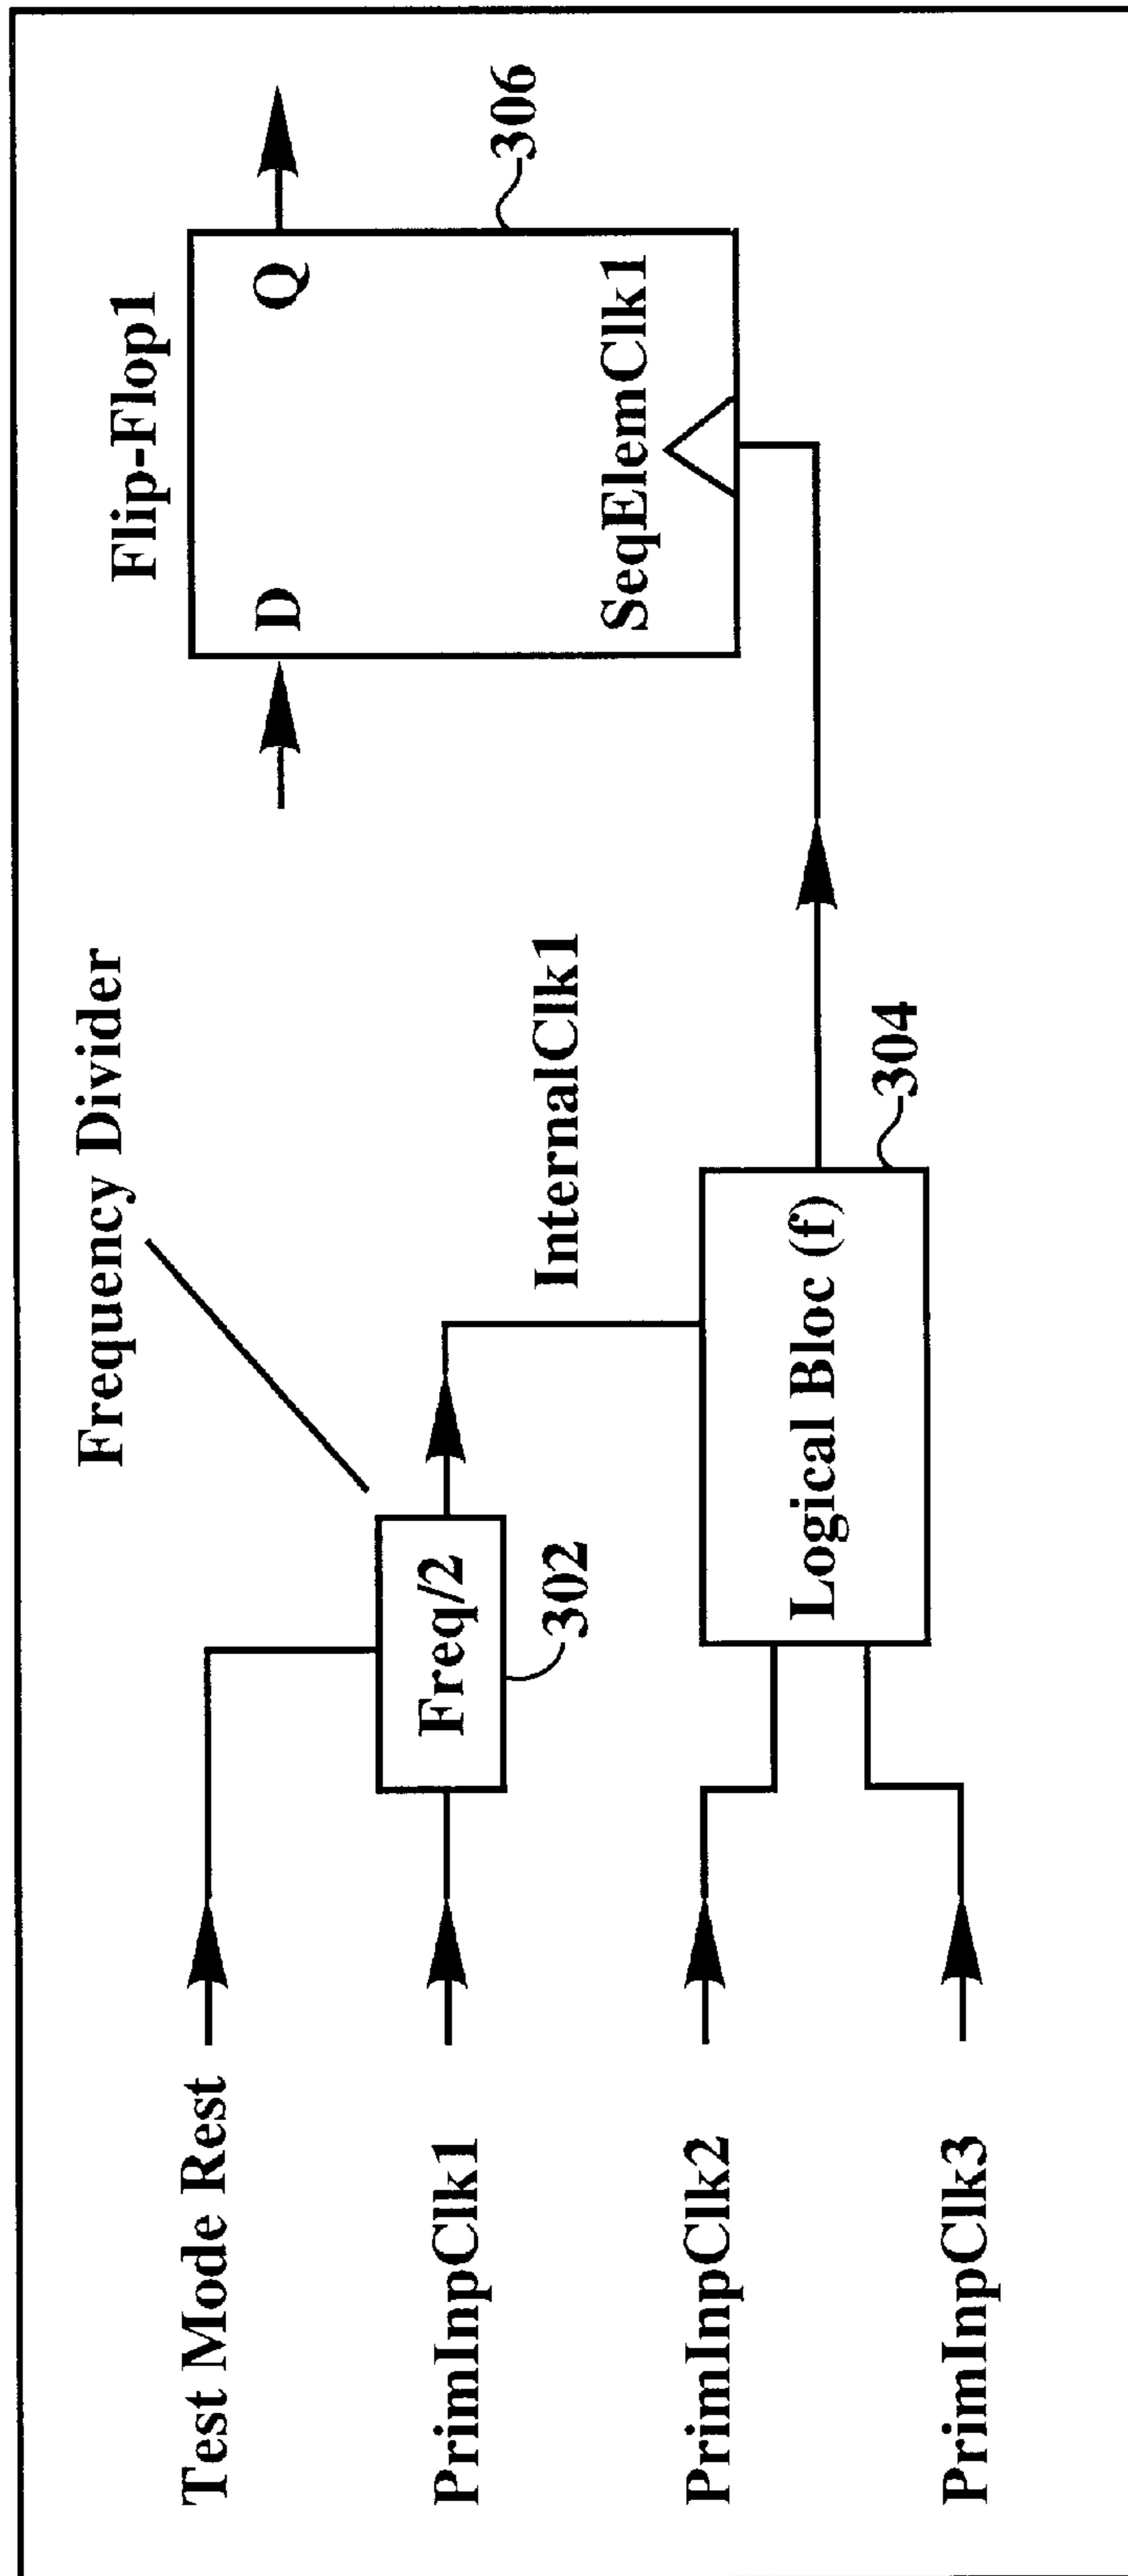 Frequency Divider
Flip-Flop1
Test Mode Rest
D
Q
306
PrimInpClk1
Freq/2
302
InternalClk1
SeqElemClk1
PrimInpClk2
Logical Bloc (f)
304
PrimInpClk3